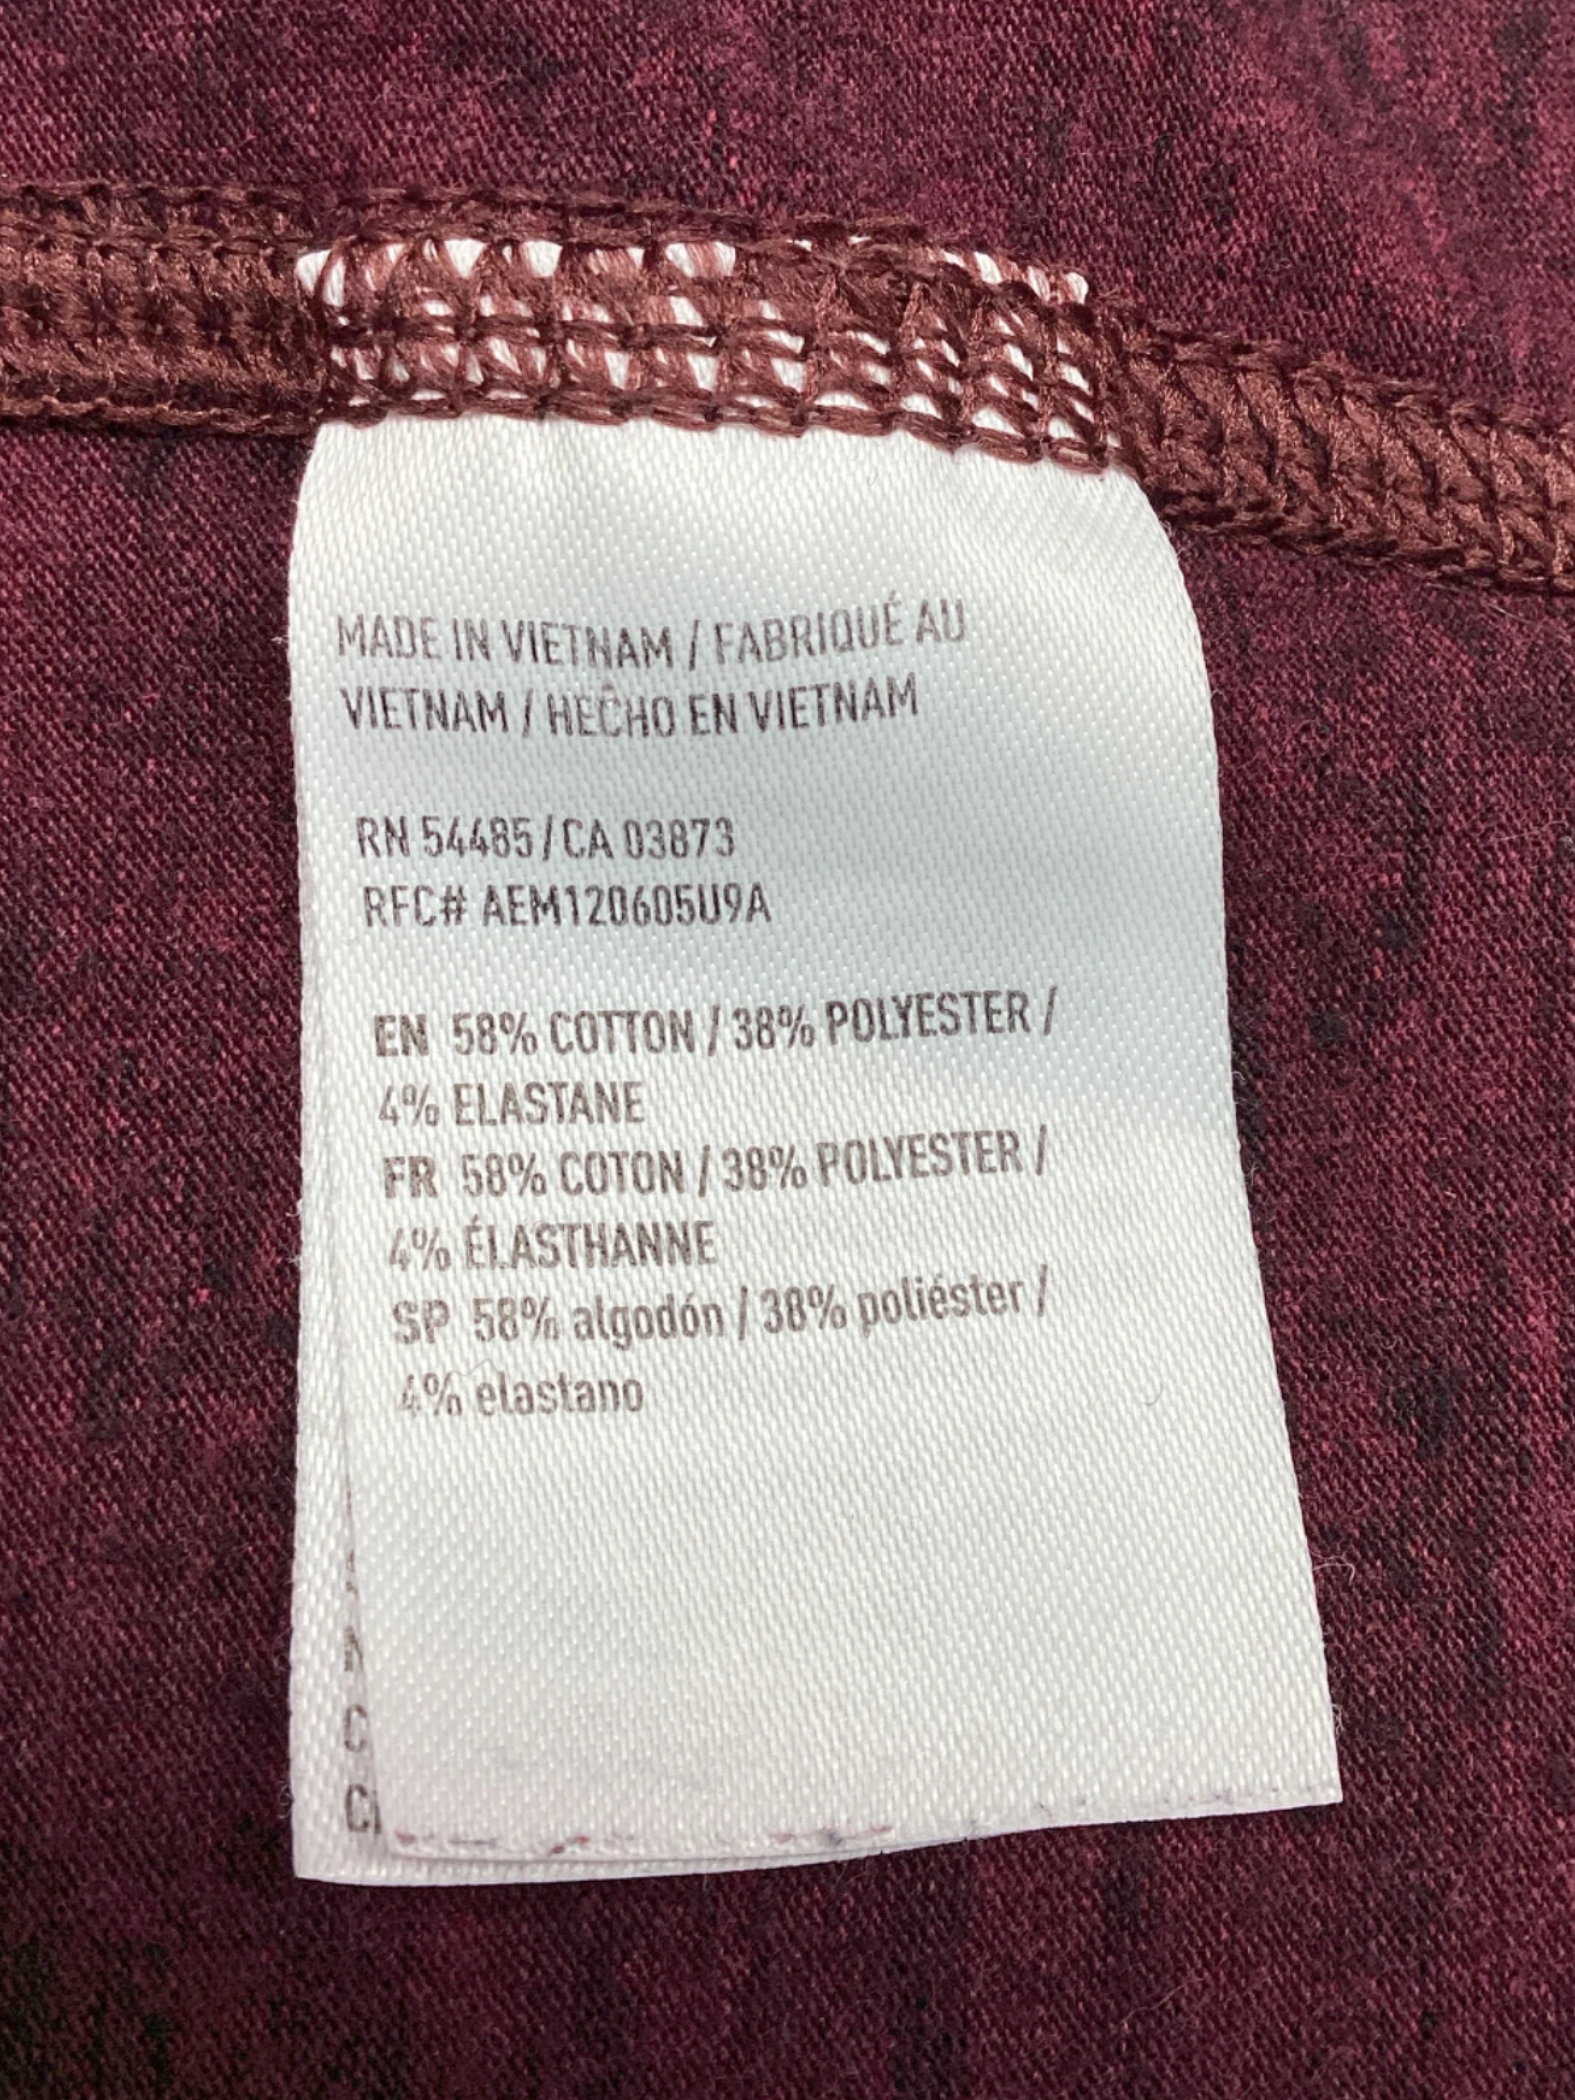 MADE IN VIETNAM / FABRIQUÉ AU
VIETNAM / HECHO EN VIETNAM
RN 54485 / CA 03873
RFC# AEM120605U9A
EN 58% COTTON / 38% POLYESTER /
4% ELASTANE
FR 58% COTON / 38% POLYESTER /
4% ÉLASTHANNE
SP 58% algodón / 38% poliéster /
4% elastano